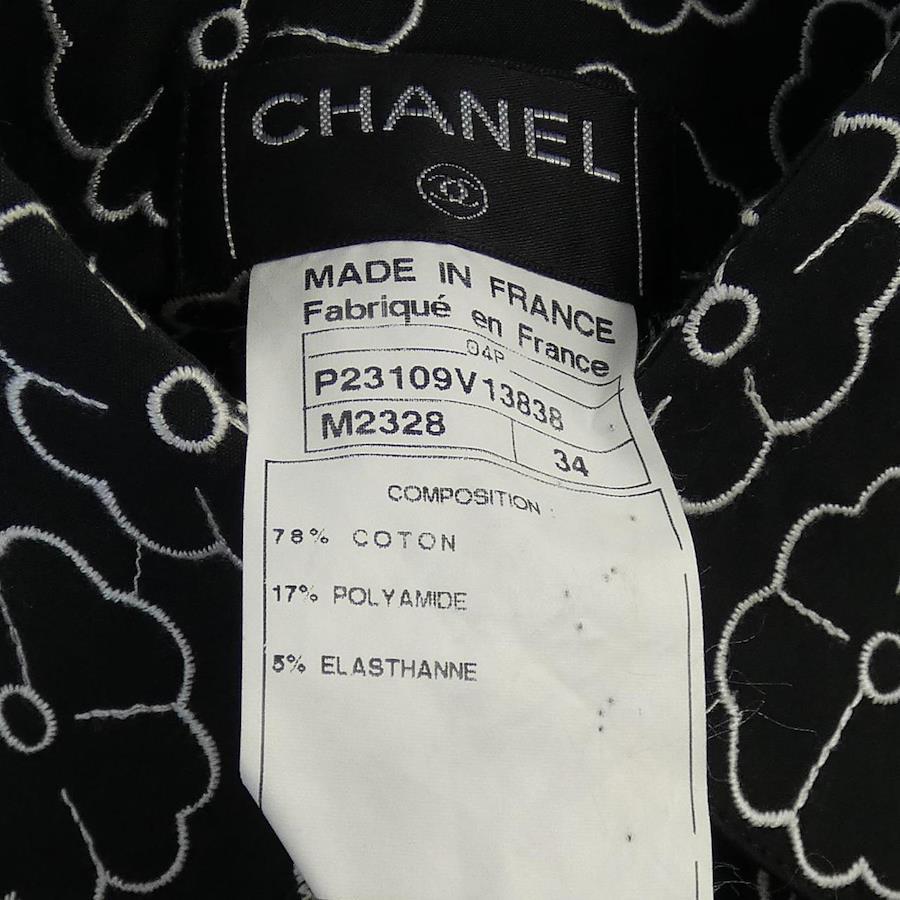 CHANEL
MADE IN FRANCE
Fabriqué en France
04P
P23109V13838
M2328
34
COMPOSITION
78% COTON
17% POLYAMIDE
5% ELASTHANNE